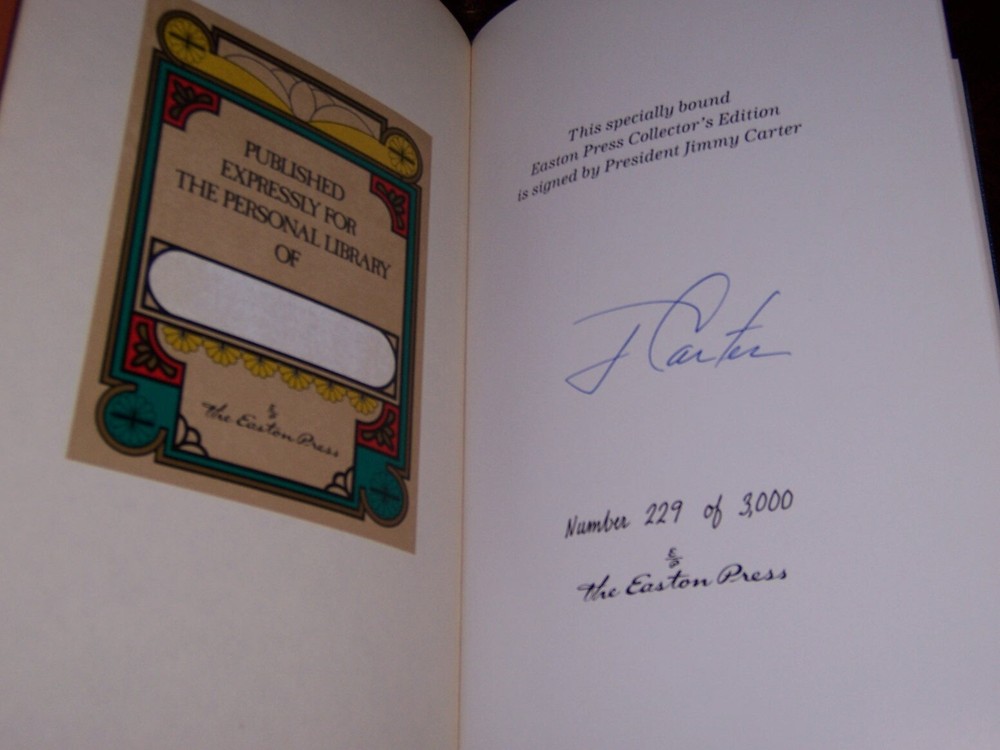 PUBLISHED
EXPRESSLY FOR
THE PERSONAL LIBRARY
OF
the Easton Press
This specially bound
Easton Press Collector's Edition
is signed by President Jimmy Carter
J Carter
Number 229 of 3,000
the Easton Press